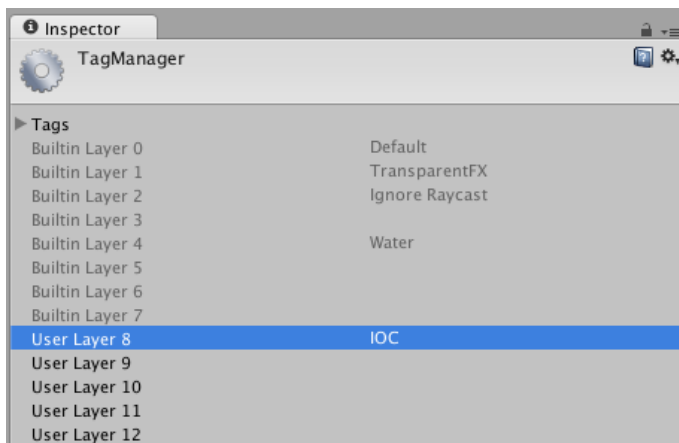 Inspector
TagManager
Tags
Builtin Layer 0 Default
Builtin Layer 1 TransparentFX
Builtin Layer 2 Ignore Raycast
Builtin Layer 3
Builtin Layer 4 Water
Builtin Layer 5
Builtin Layer 6
Builtin Layer 7
User Layer 8 IOC
User Layer 9
User Layer 10
User Layer 11
User Layer 12